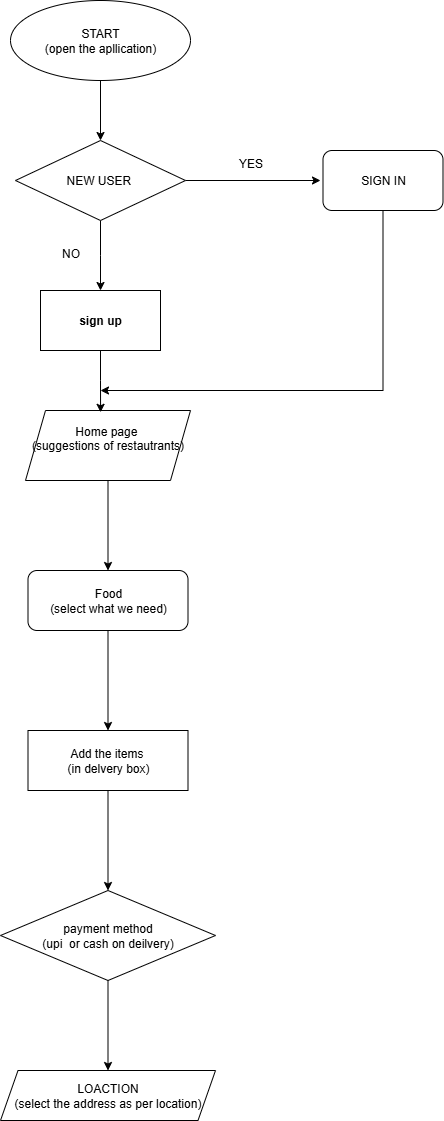 START
(open the apllication)
NEW USER
YES
SIGN IN
NO
sign up
Home page
(suggestions of restautrants)
Food
(select what we need)
Add the items
(in delvery box)
payment method
(upi  or cash on deilvery)
LOACTION
(select the address as per location)